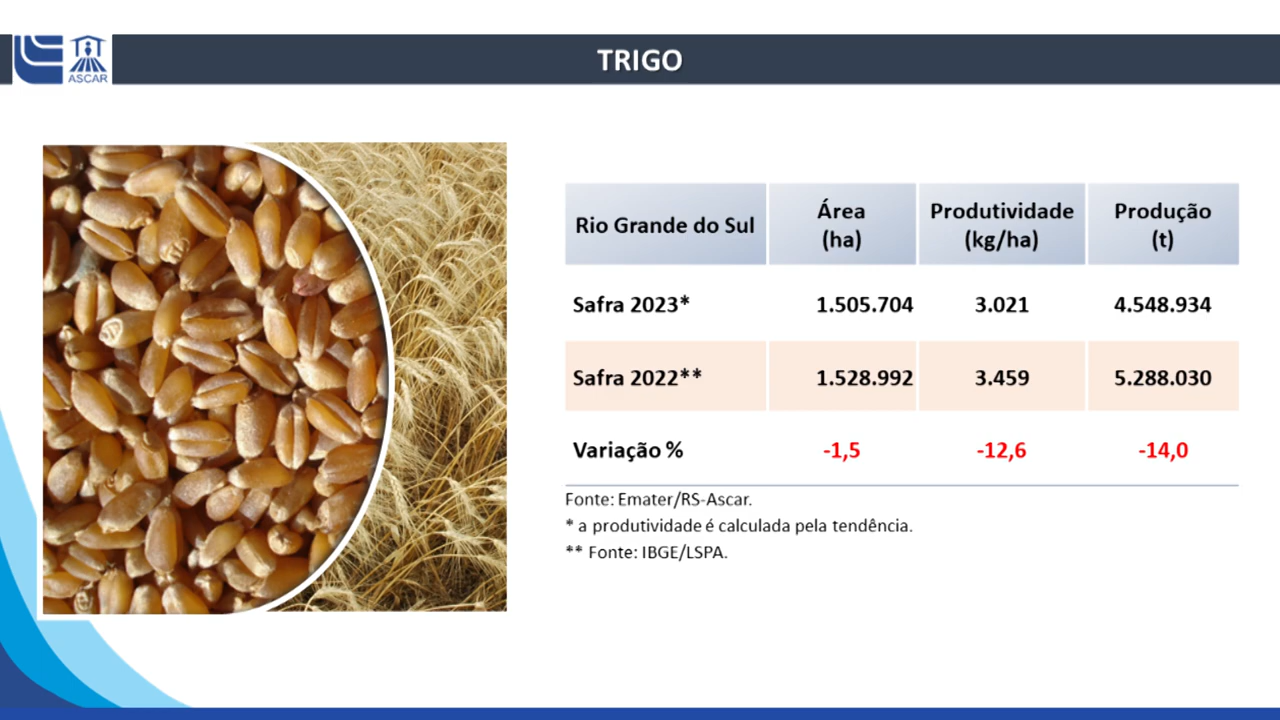 TRIGO
ASCAR
Rio Grande do Sul Área (ha) Produtividade (kg/ha) Produção (t)
Safra 2023* 1.505.704 3.021 4.548.934
Safra 2022** 1.528.992 3.459 5.288.030
Variação % -1,5 -12,6 -14,0
Fonte: Emater/RS-Ascar.
* a produtividade é calculada pela tendência.
** Fonte: IBGE/LSPA.